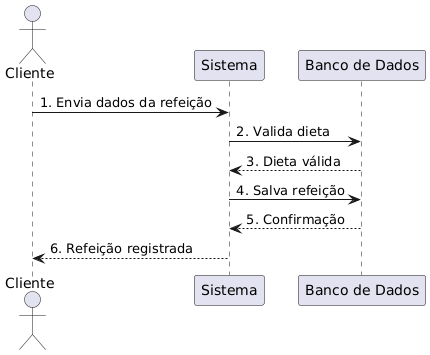 Cliente
Sistema
Banco de Dados
1. Envia dados da refeição
2. Valida dieta
3. Dieta válida
4. Salva refeição
5. Confirmação
6. Refeição registrada
Cliente
Sistema
Banco de Dados